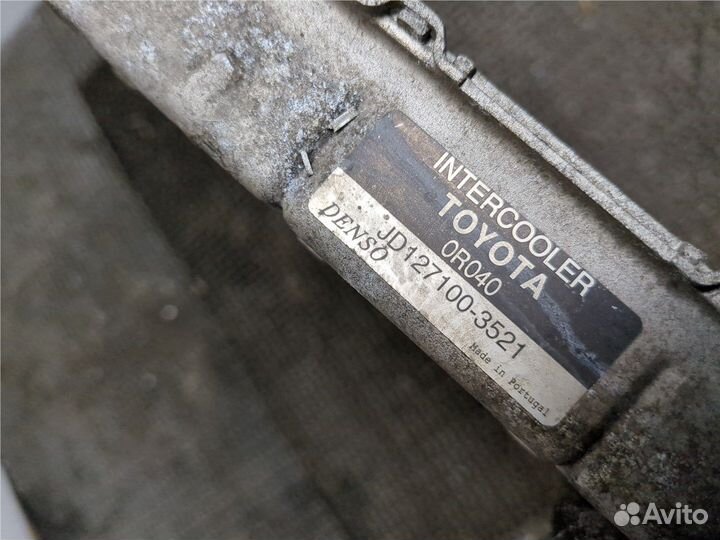 INTERCOOLER
TOYOTA
0R040
JD127100-3521
DENSO
Made in Portugal
Avito